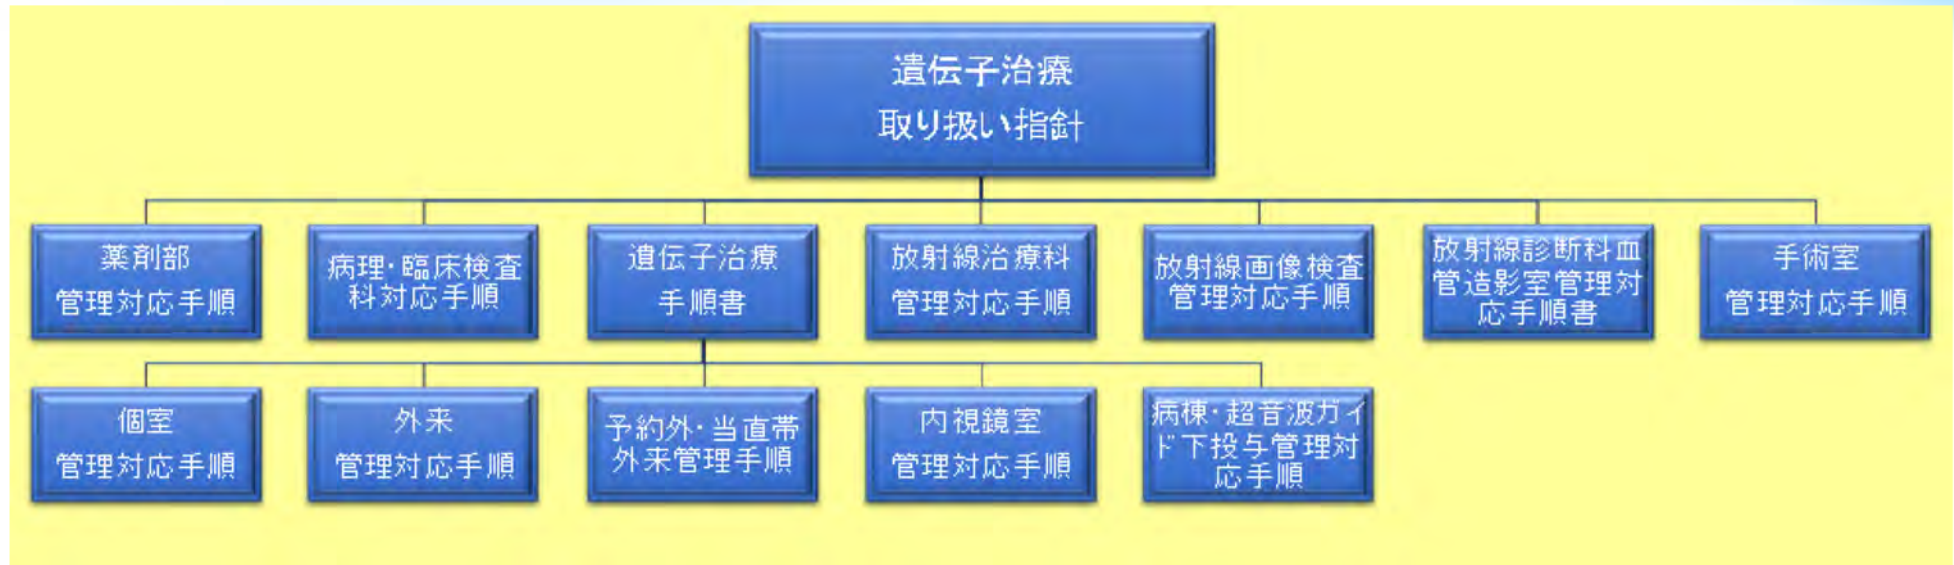 遺伝子治療
取り扱い指針
薬剤部
管理対応手順
病理・臨床検査
科対応手順
遺伝子治療
手順書
放射線治療科
管理対応手順
放射線画像検査
管理対応手順
放射線診断科血
管造影室管理対
応手順書
手術室
管理対応手順
個室
管理対応手順
外来
管理対応手順
予約外・当直帯
外来管理手順
内視鏡室
管理対応手順
病棟・超音波ガイ
ド下投与管理対
応手順